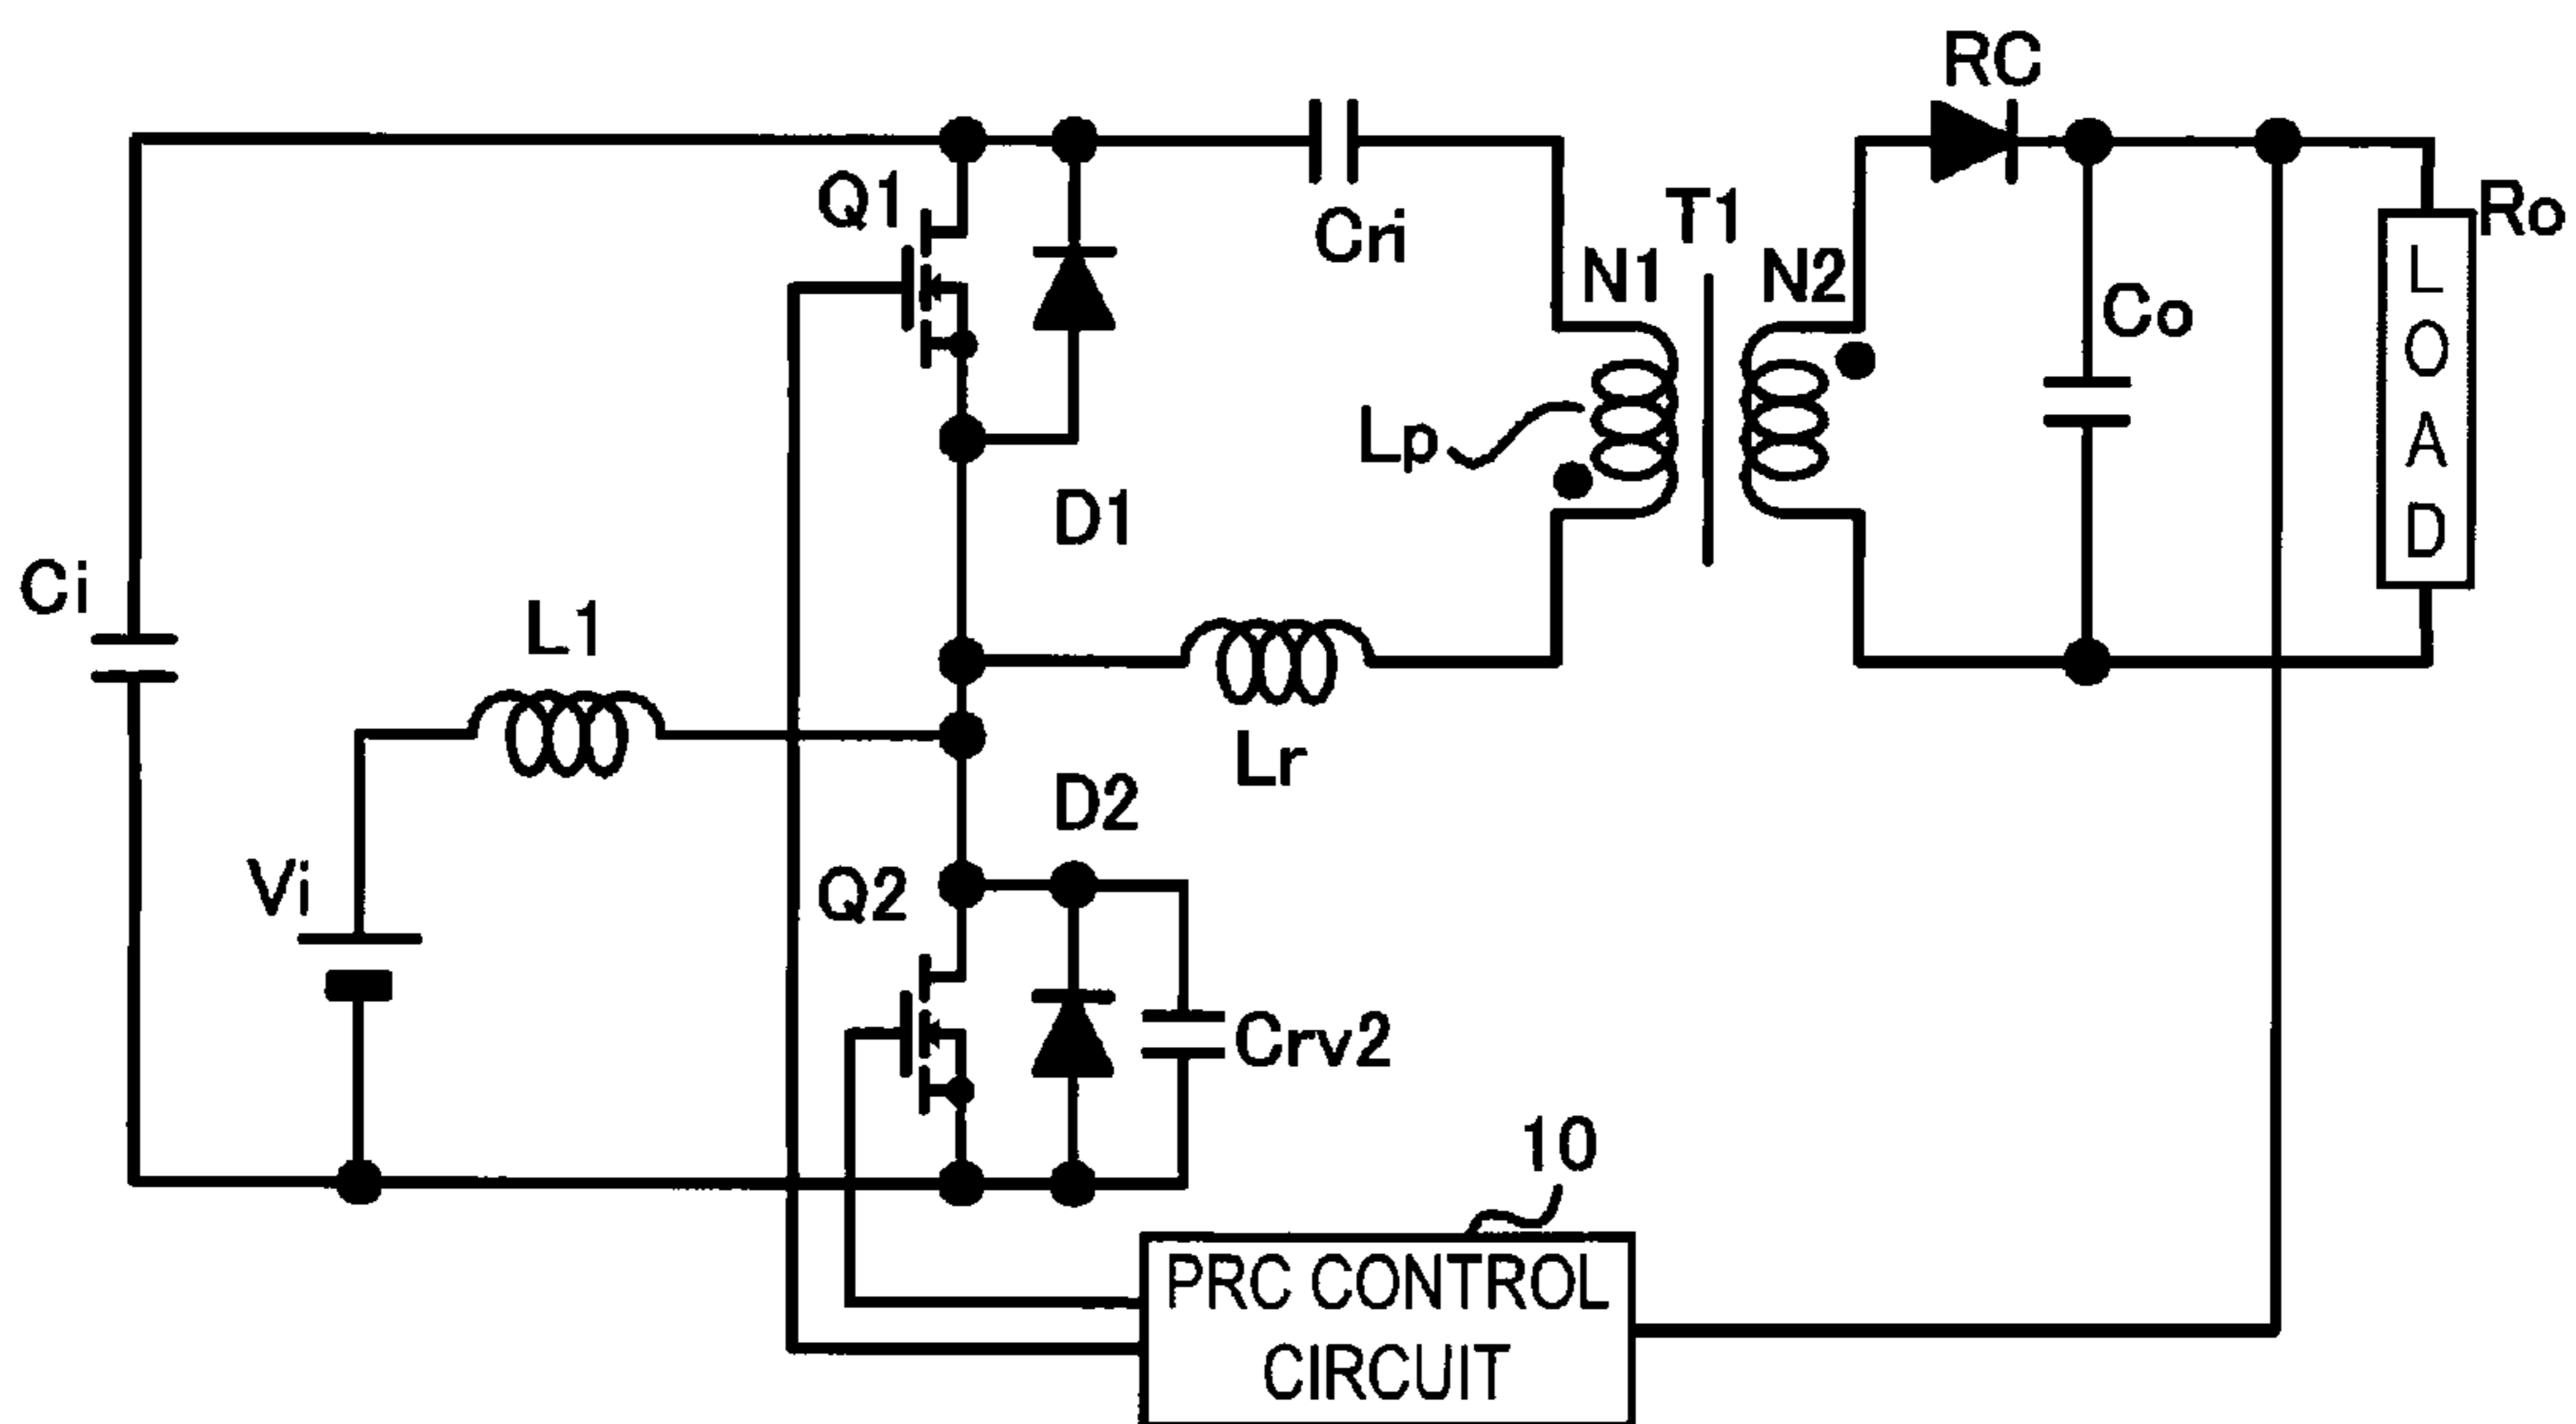 RC
Q1
Cri
T1
N1
N2
Ro
LOAD
Co
Lp
D1
Ci
L1
Lr
Vi
D2
Q2
Crv2
10
PRC CONTROL
CIRCUIT